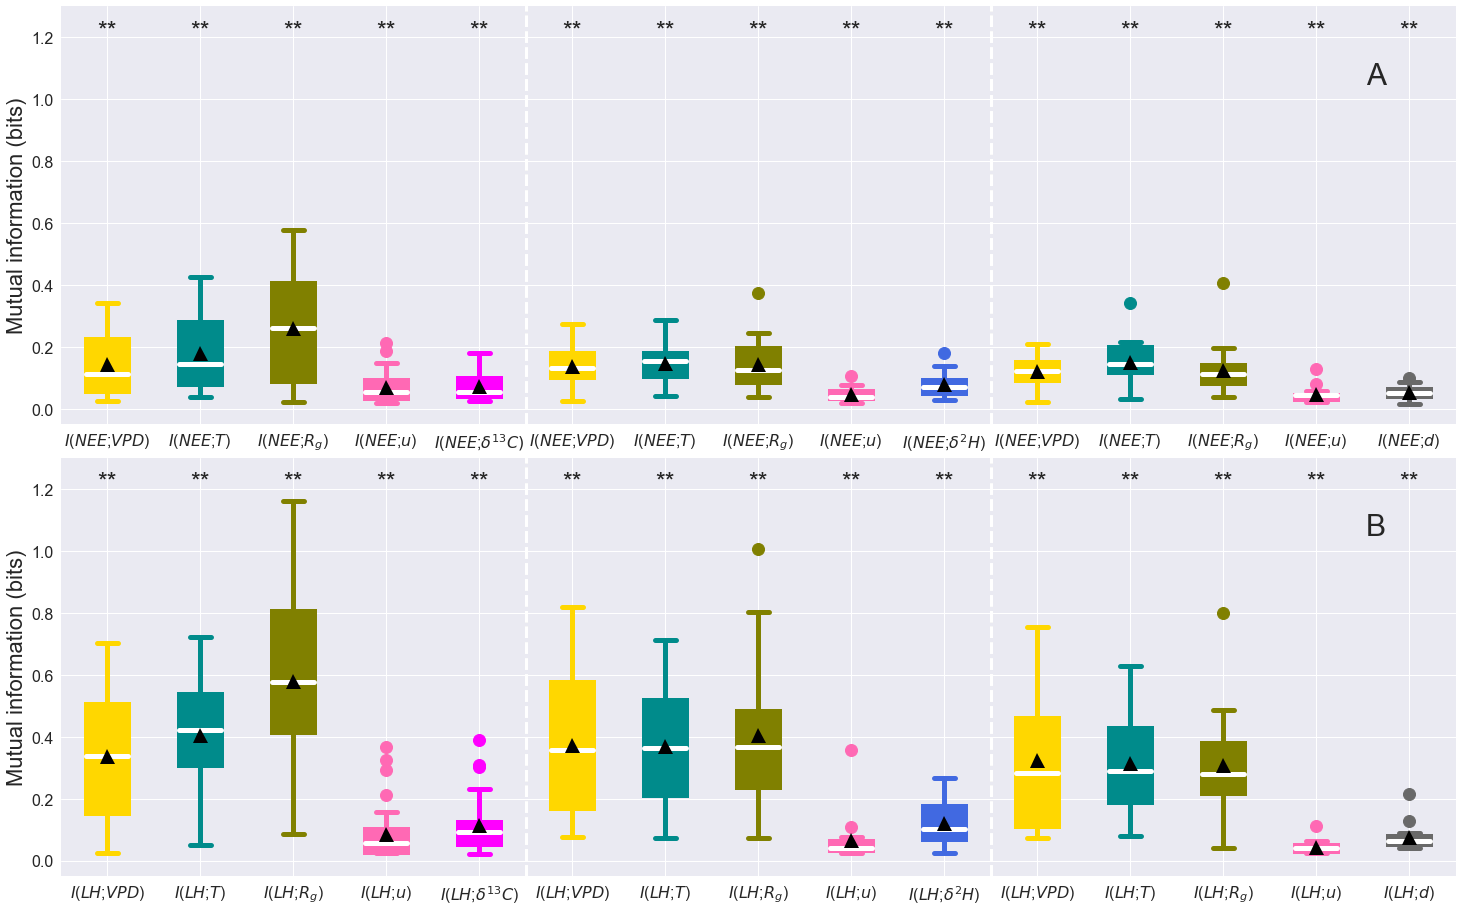 ** ** ** ** ** ** ** ** ** ** ** ** ** ** **
1.2
A
1.0
0.8
0.6
0.4
0.2
0.0
Mutual information (bits)
I(NEE;VPD) I(NEE;T) I(NEE;Rg) I(NEE;u) I(NEE;δ¹³C) I(NEE;VPD) I(NEE;T) I(NEE;Rg) I(NEE;u) I(NEE;δ²H) I(NEE;VPD) I(NEE;T) I(NEE;Rg) I(NEE;u) I(NEE;d)
** ** ** ** ** ** ** ** ** ** ** ** ** ** **
1.2
B
1.0
0.8
0.6
0.4
0.2
0.0
Mutual information (bits)
I(LH;VPD) I(LH;T) I(LH;Rg) I(LH;u) I(LH;δ¹³C) I(LH;VPD) I(LH;T) I(LH;Rg) I(LH;u) I(LH;δ²H) I(LH;VPD) I(LH;T) I(LH;Rg) I(LH;u) I(LH;d)